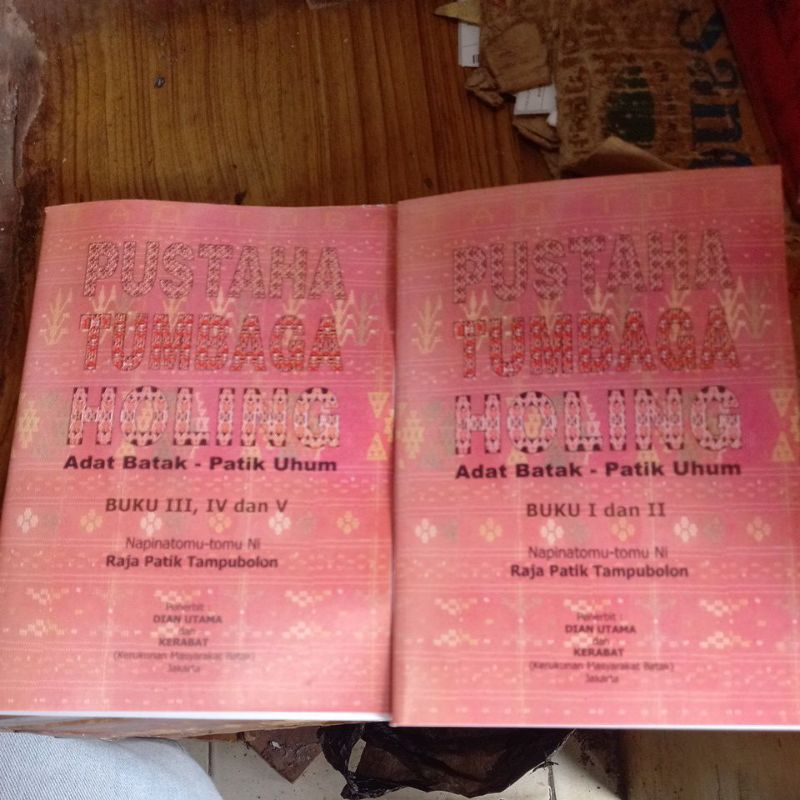 PUSTAHA
TUMBAGA
HOLING
Adat Batak - Patik Uhum
BUKU III, IV dan V
Napinatomu-tomu Ni
Raja Patik Tampubolon
Penerbit :
DIAN UTAMA
dan
KERABAT
(Kerukunan Masyarakat Batak)
Jakarta
PUSTAHA
TUMBAGA
HOLING
Adat Batak - Patik Uhum
BUKU I dan II
Napinatomu-tomu Ni
Raja Patik Tampubolon
Penerbit :
DIAN UTAMA
dan
KERABAT
(Kerukunan Masyarakat Batak)
Jakarta